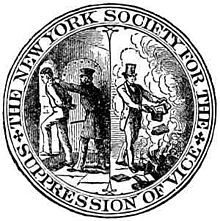 THE NEW YORK SOCIETY FOR THE
SUPPRESSION OF VICE